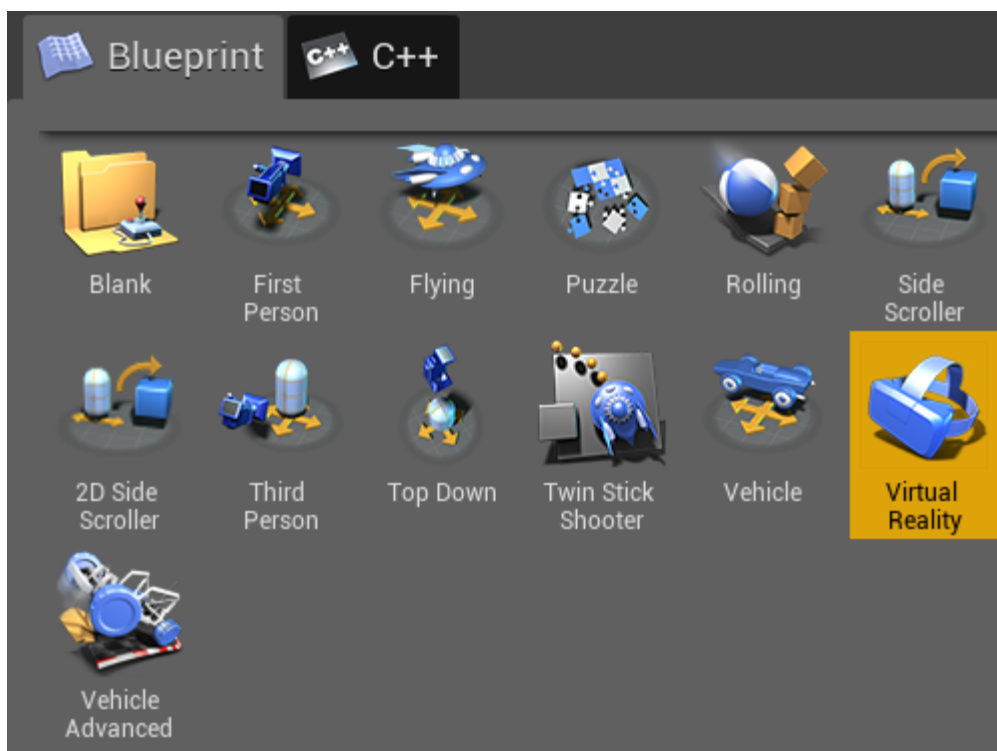 Blueprint
C++
C++
Blank
First
Person
Flying
Puzzle
Rolling
Side
Scroller
2D Side
Scroller
Third
Person
Top Down
Twin Stick
Shooter
Vehicle
Virtual
Reality
Vehicle
Advanced